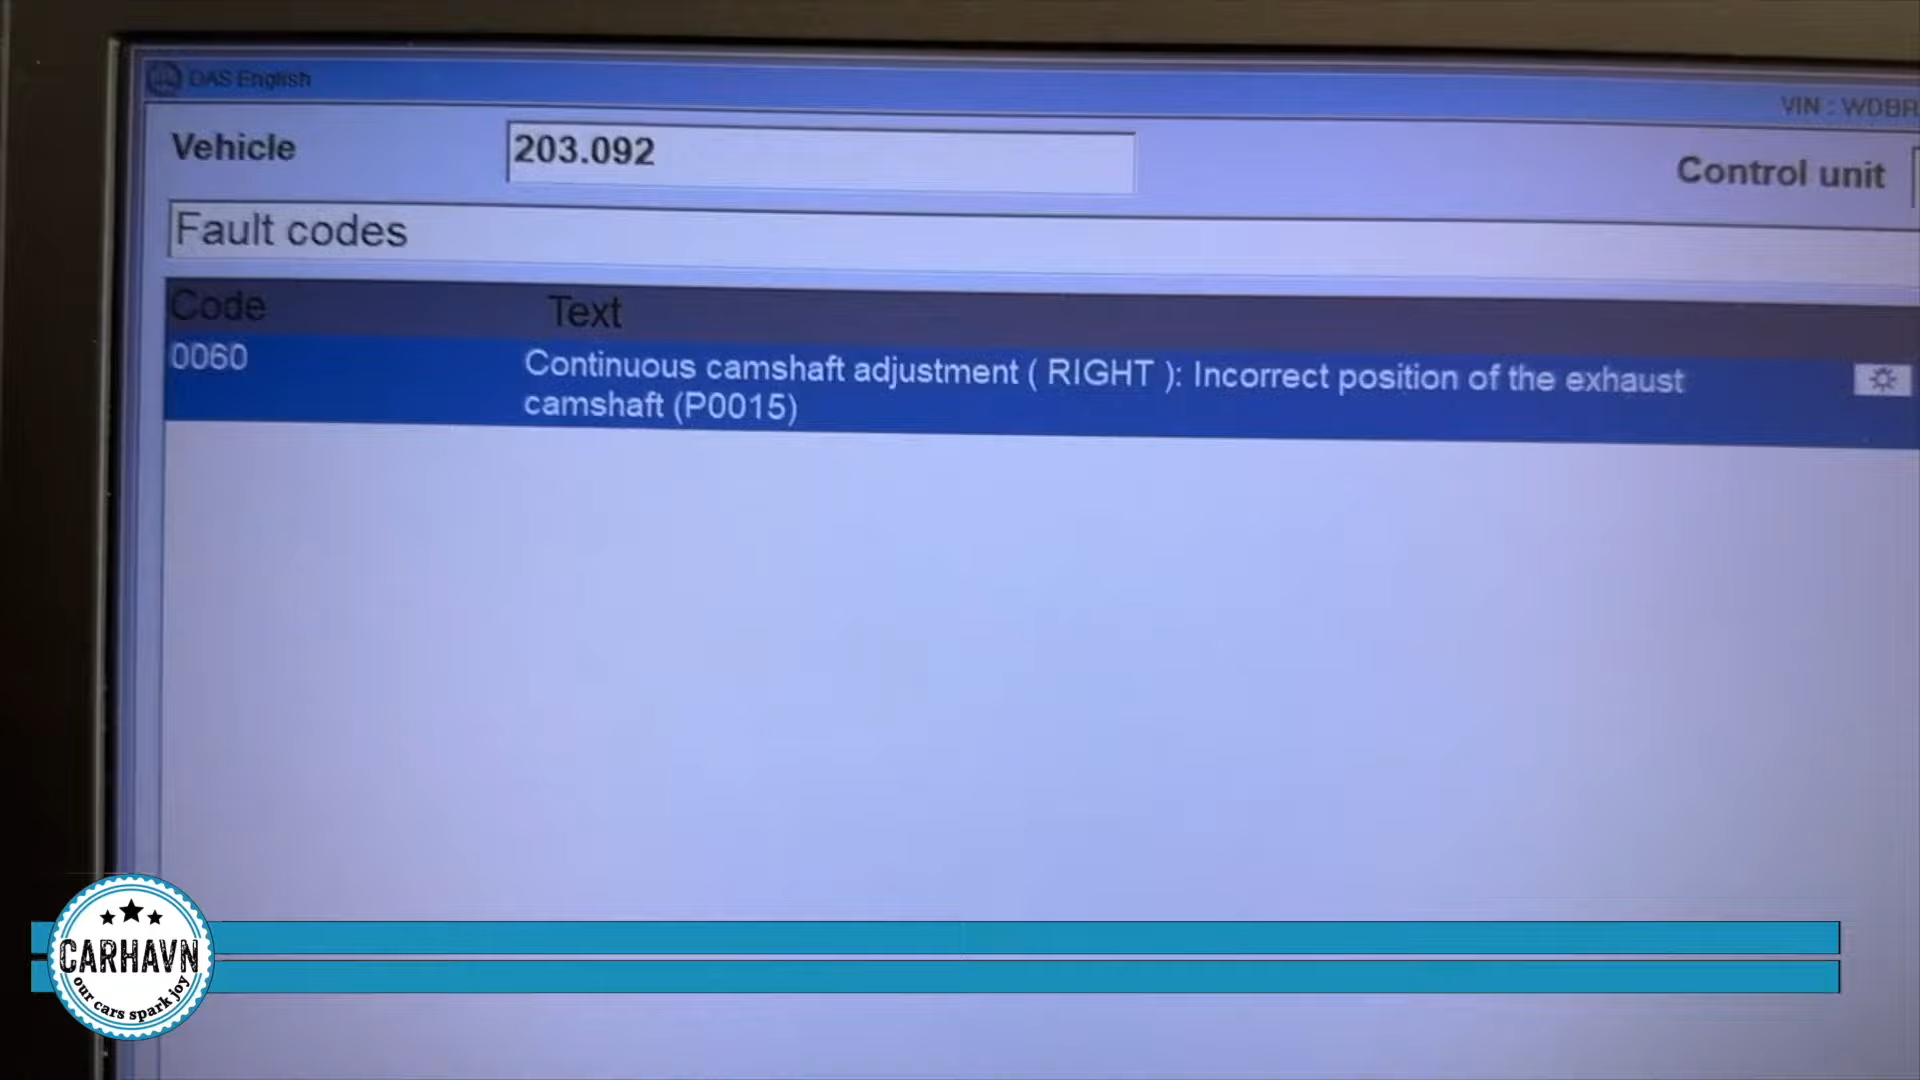 DAS English
VIN : WDBR
Vehicle
203.092
Control unit
Fault codes
Code Text
0060 Continuous camshaft adjustment ( RIGHT ): Incorrect position of the exhaust
camshaft (P0015)
CARHAVN
our cars spark joy